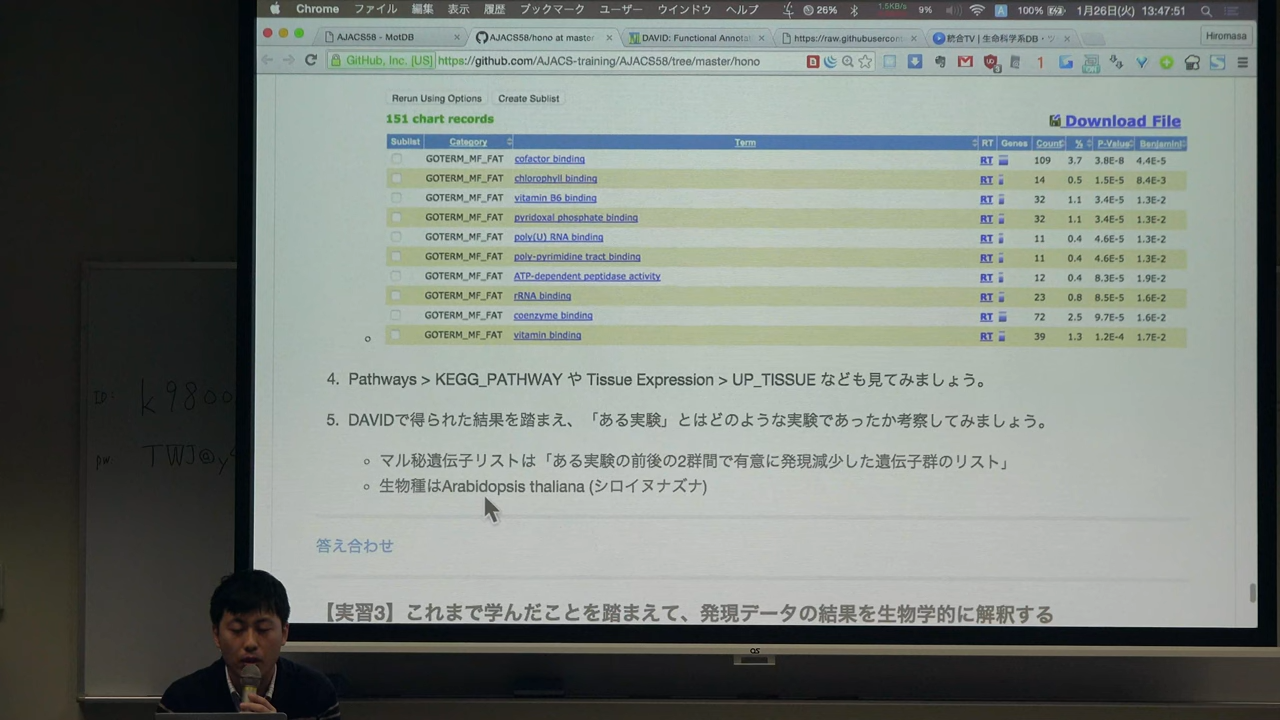 Chrome ファイル 編集 表示 履歴 ブックマーク ユーザー ウインドウ ヘルプ 26% 1.5KB/s 9% A 100% 1月26日(火) 13:47:51
AJACS58 - MotDB × AJACS58/hono at master × DAVID: Functional Annota × https://raw.githubusercont × 統合TV | 生命科学系DB・ツ × Hiromasa
GitHub, Inc. [US] https://github.com/AJACS-training/AJACS58/tree/master/hono
Rerun Using Options Create Sublist
151 chart records Download File
Sublist Category Term RT Genes Count % P-Value Benjamini
GOTERM_MF_FAT cofactor binding RT 109 3.7 3.8E-8 4.4E-5
GOTERM_MF_FAT chlorophyll binding RT 14 0.5 1.5E-5 8.4E-3
GOTERM_MF_FAT vitamin B6 binding RT 32 1.1 3.4E-5 1.3E-2
GOTERM_MF_FAT pyridoxal phosphate binding RT 32 1.1 3.4E-5 1.3E-2
GOTERM_MF_FAT poly(U) RNA binding RT 11 0.4 4.6E-5 1.3E-2
GOTERM_MF_FAT poly-pyrimidine tract binding RT 11 0.4 4.6E-5 1.3E-2
GOTERM_MF_FAT ATP-dependent peptidase activity RT 12 0.4 8.3E-5 1.9E-2
GOTERM_MF_FAT rRNA binding RT 23 0.8 8.5E-5 1.6E-2
GOTERM_MF_FAT coenzyme binding RT 72 2.5 9.7E-5 1.6E-2
GOTERM_MF_FAT vitamin binding RT 39 1.3 1.2E-4 1.7E-2
4. Pathways > KEGG_PATHWAY や Tissue Expression > UP_TISSUE なども見てみましょう。
5. DAVIDで得られた結果を踏まえ、「ある実験」とはどのような実験であったか考察してみましょう。
マル秘遺伝子リストは「ある実験の前後の2群間で有意に発現減少した遺伝子群のリスト」
生物種はArabidopsis thaliana (シロイヌナズナ)
答え合わせ
【実習3】これまで学んだことを踏まえて、発現データの結果を生物学的に解釈する
ID: k9800
pw TWJ@y